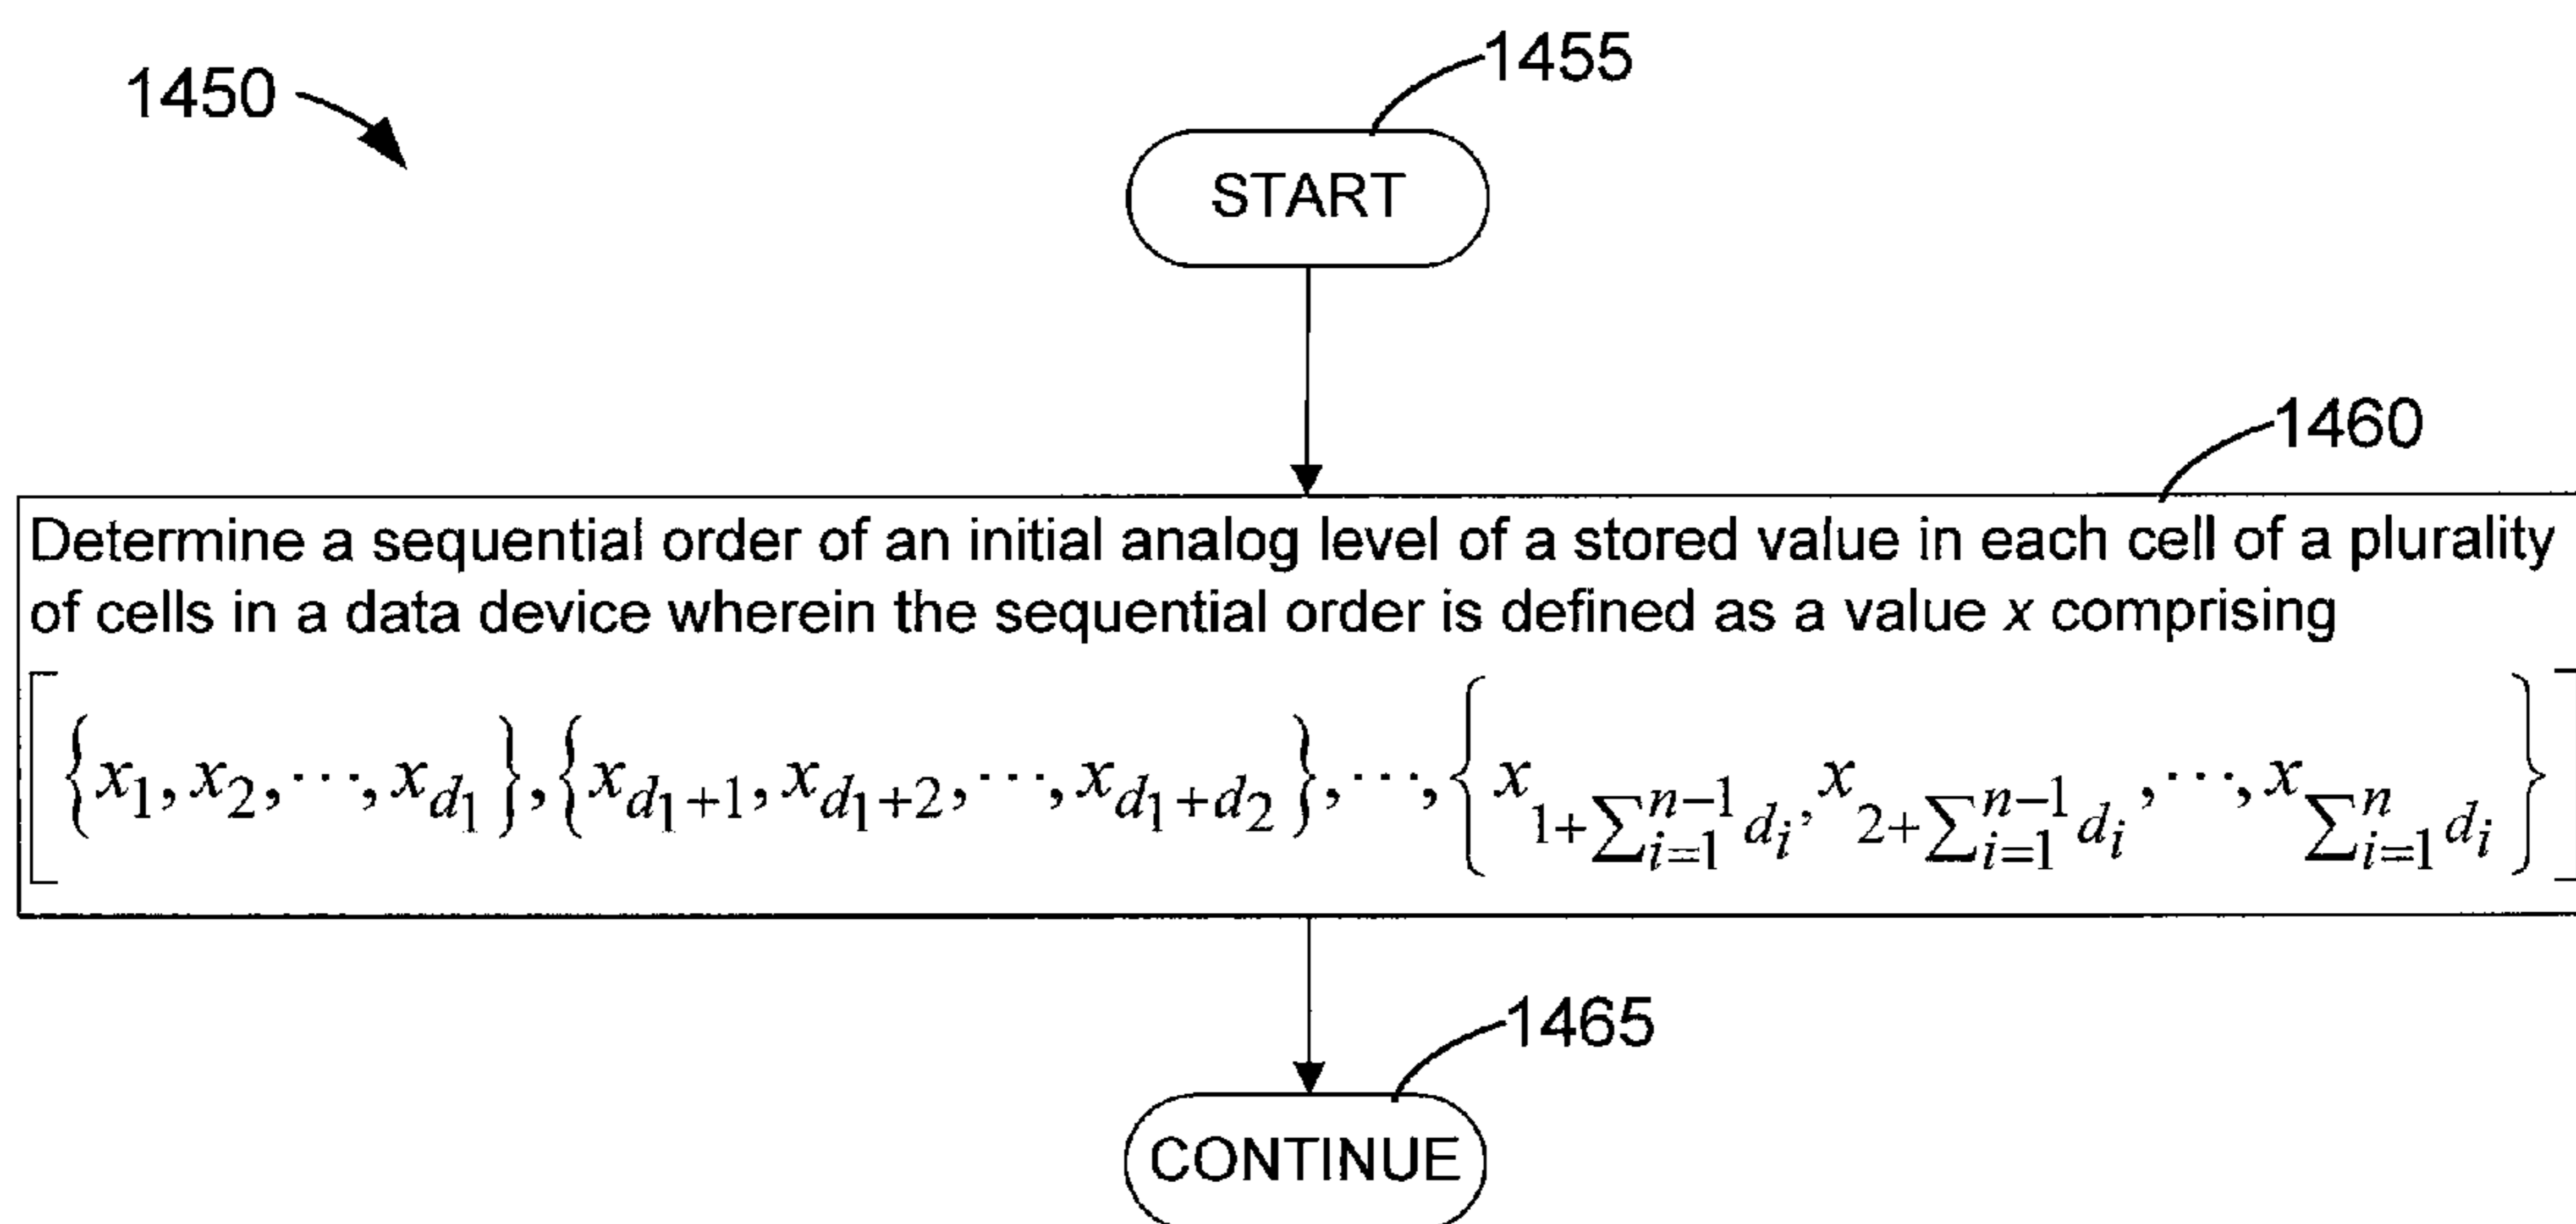 1450
1455
START
1460
Determine a sequential order of an initial analog level of a stored value in each cell of a plurality
of cells in a data device wherein the sequential order is defined as a value x comprising
[{x_1, x_2, ⋯, x_{d_1}}, {x_{d_1+1}, x_{d_1+2}, ⋯, x_{d_1+d_2}}, ⋯, {x_{1+∑_{i=1}^{n-1} d_i}, x_{2+∑_{i=1}^{n-1} d_i}, ⋯, x_{∑_{i=1}^{n} d_i}}]
1465
CONTINUE